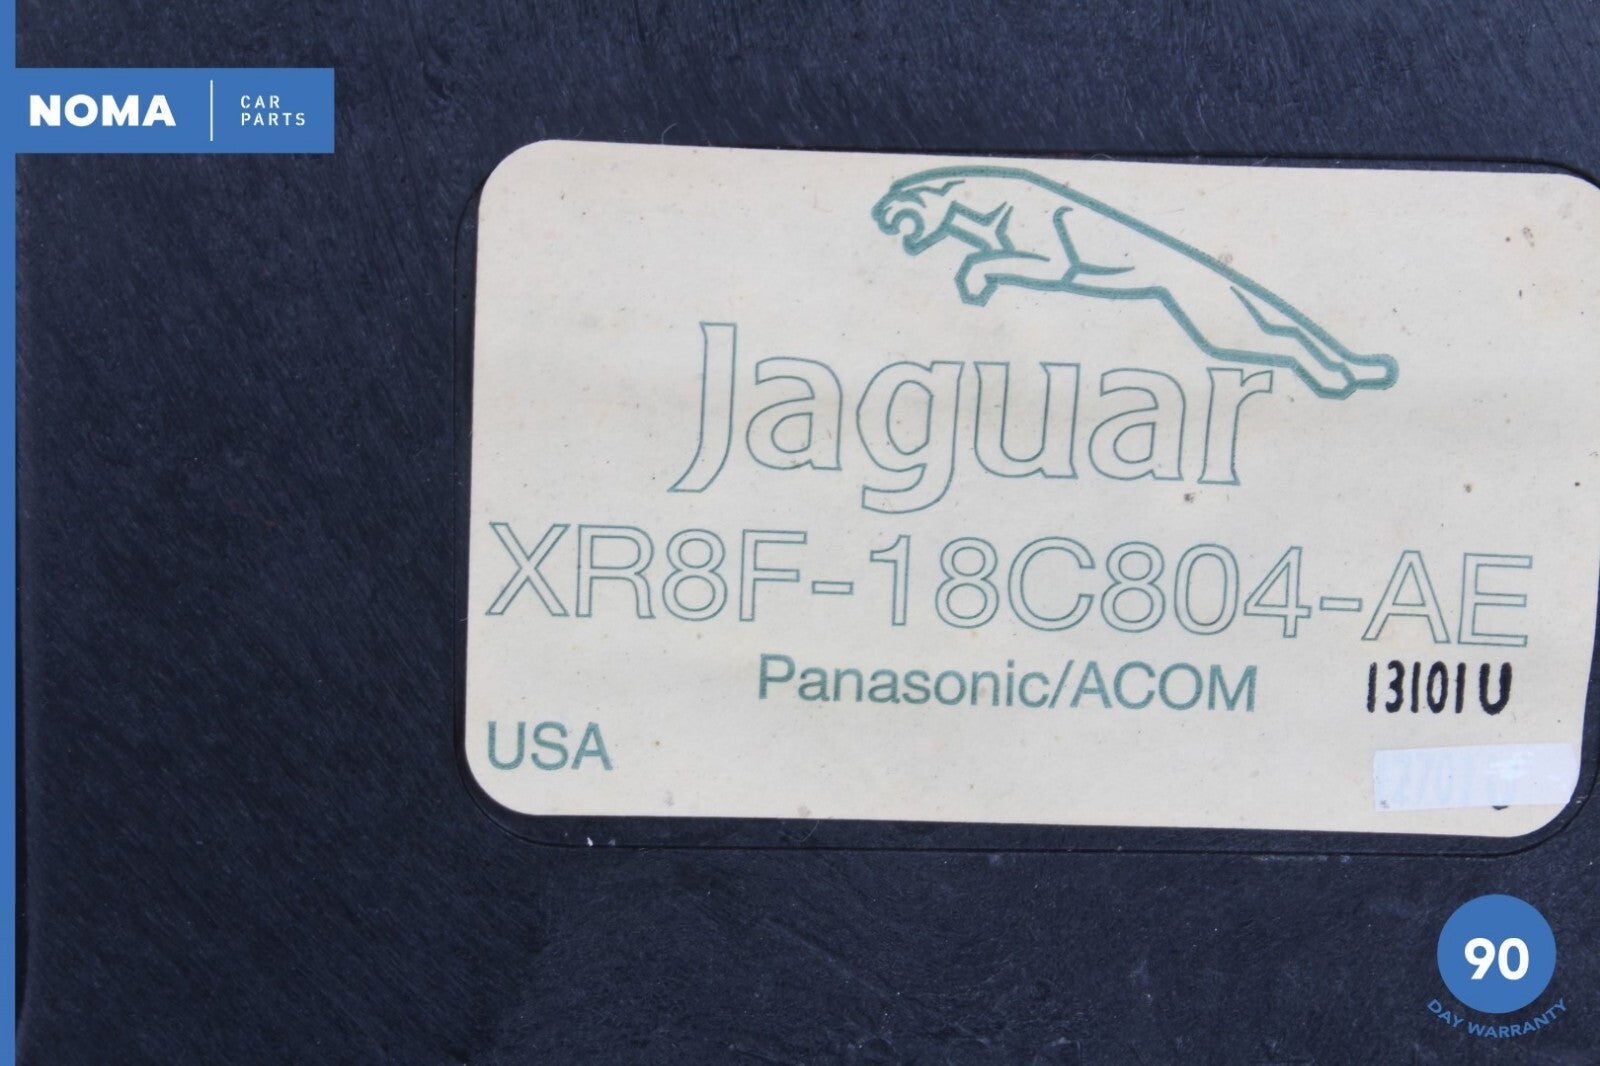 NOMA
CAR
PARTS
Jaguar
XR8F-18C804-AE
Panasonic/ACOM
13101U
USA
90
DAY WARRANTY